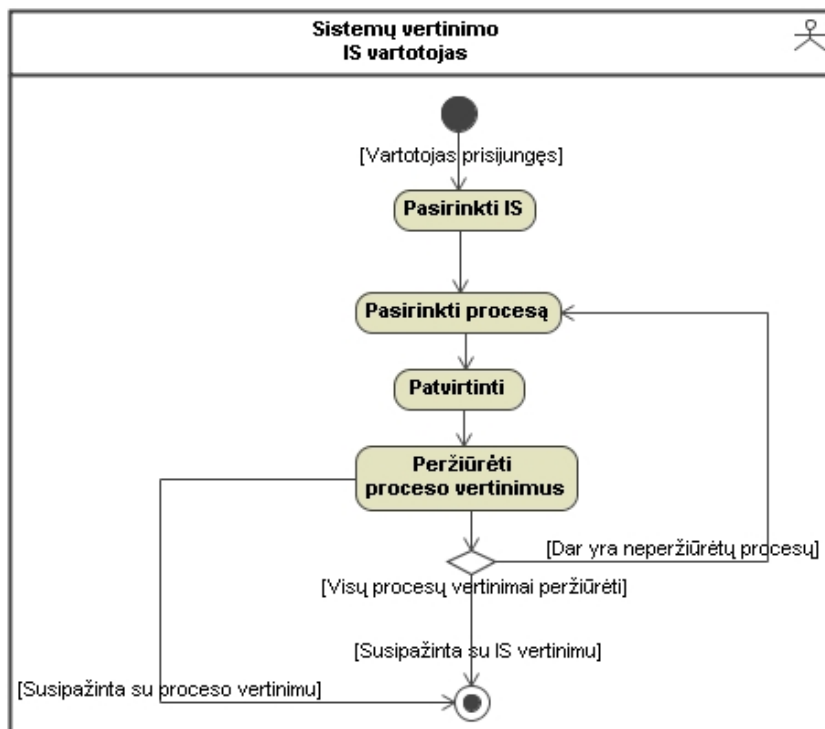 Sistemų vertinimo
IS vartotojas
[Vartotojas prisijungęs]
Pasirinkti IS
Pasirinkti procesą
Patvirtinti
Peržiūrėti
proceso vertinimus
[Dar yra neperžiūrėtų procesų]
[Visų procesų vertinimai peržiūrėti]
[Susipažinta su IS vertinimu]
[Susipažinta su proceso vertinimu]